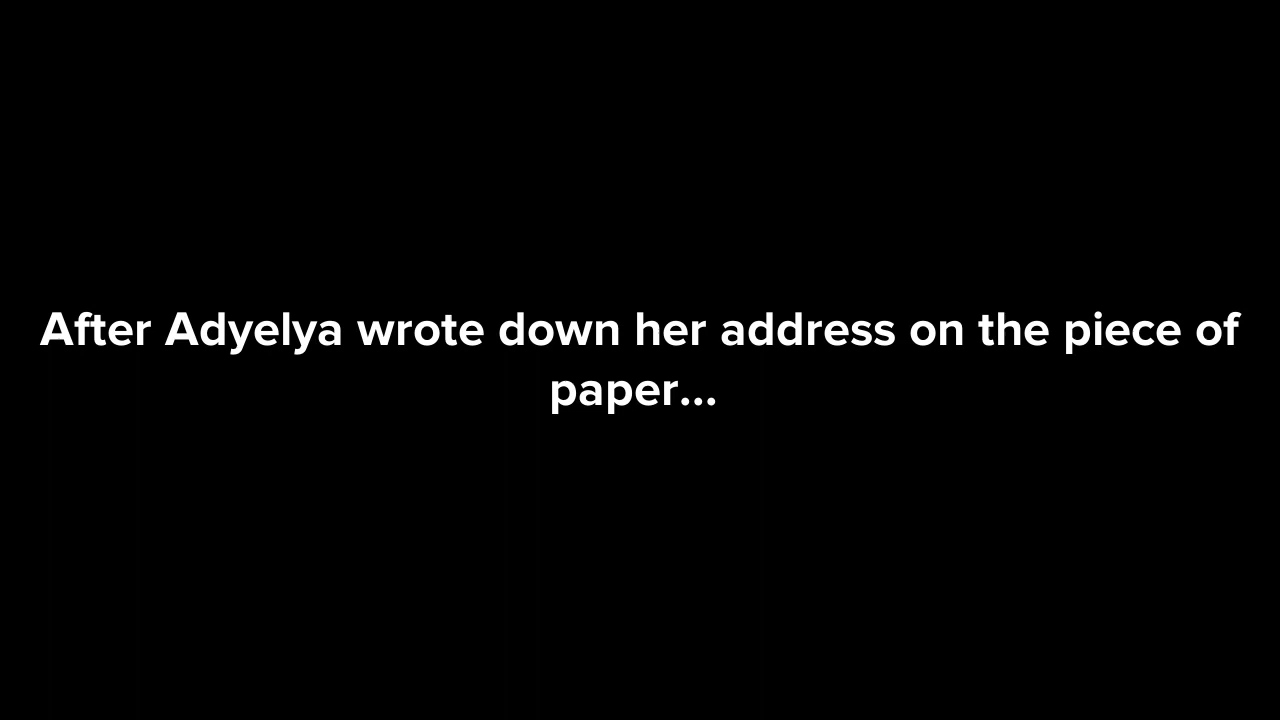 After Adyelya wrote down her address on the piece of
paper...